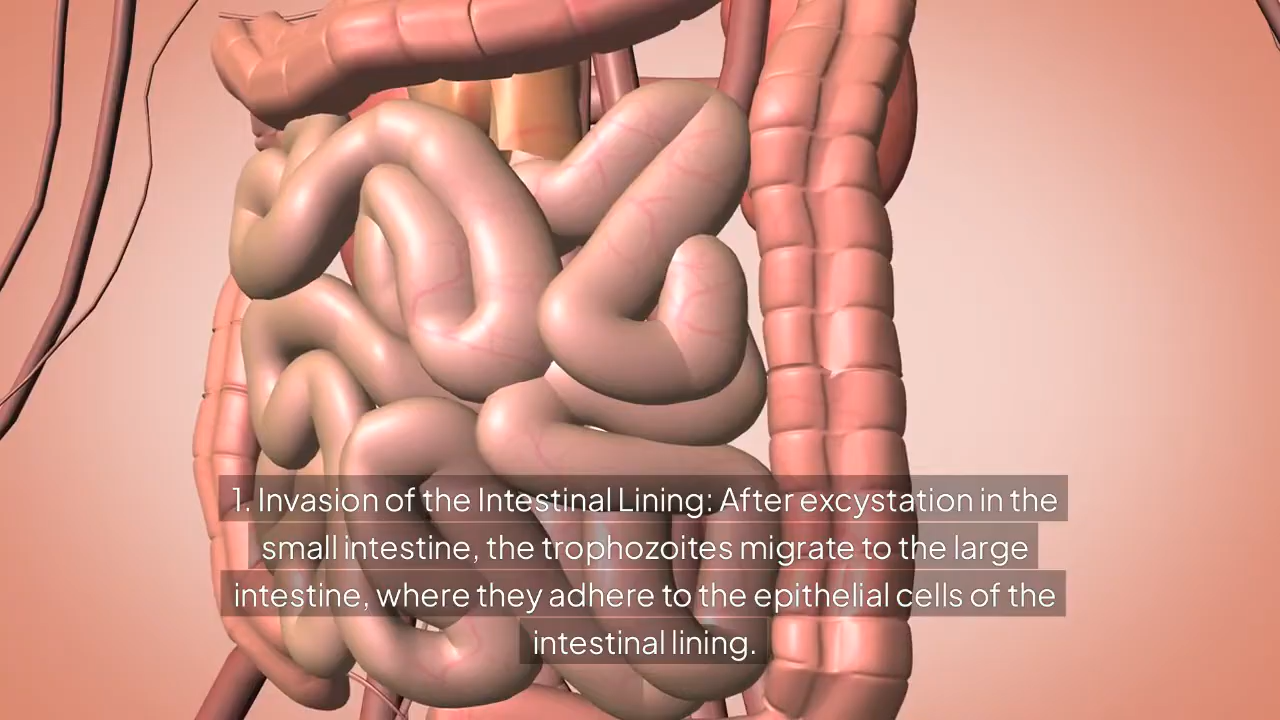 1. Invasion of the Intestinal Lining: After excystation in the
small intestine, the trophozoites migrate to the large
intestine, where they adhere to the epithelial cells of the
intestinal lining.